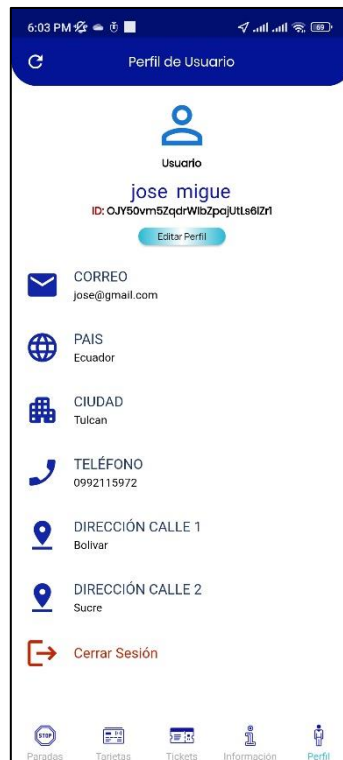 6:03 PM
69
Perfil de Usuario
Usuario
jose migue
ID: OJY50vm5ZqdrWIbZpajUtLs6IZr1
Editar Perfil
CORREO
jose@gmail.com
PAIS
Ecuador
CIUDAD
Tulcan
TELÉFONO
0992115972
DIRECCIÓN CALLE 1
Bolivar
DIRECCIÓN CALLE 2
Sucre
Cerrar Sesión
STOP
Paradas Tarjetas Tickets Información Perfil